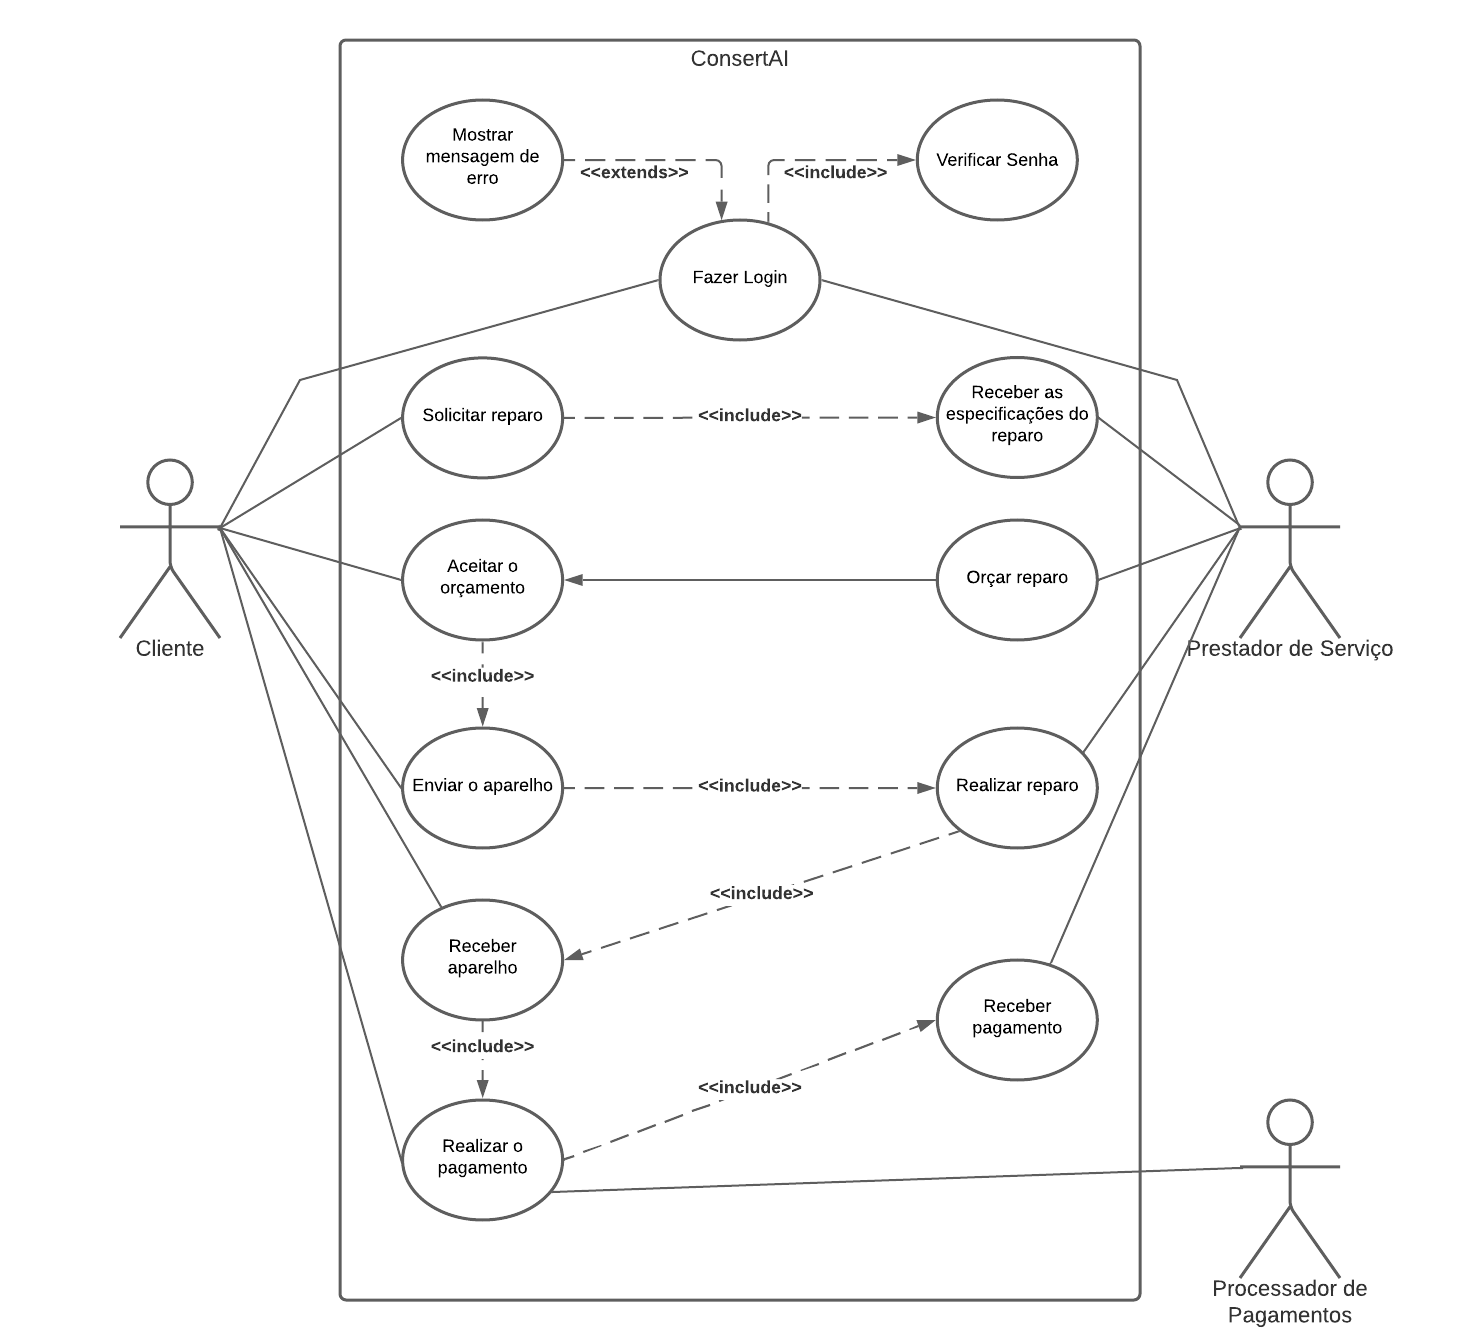 ConsertAI
Mostrar
mensagem de
erro
<<extends>>
<<include>>
Verificar Senha
Fazer Login
Solicitar reparo
<<include>>
Receber as
especificações do
reparo
Aceitar o
orçamento
Orçar reparo
Cliente
Prestador de Serviço
<<include>>
Enviar o aparelho
<<include>>
Realizar reparo
<<include>>
Receber
aparelho
Receber
pagamento
<<include>>
<<include>>
Realizar o
pagamento
Processador de
Pagamentos